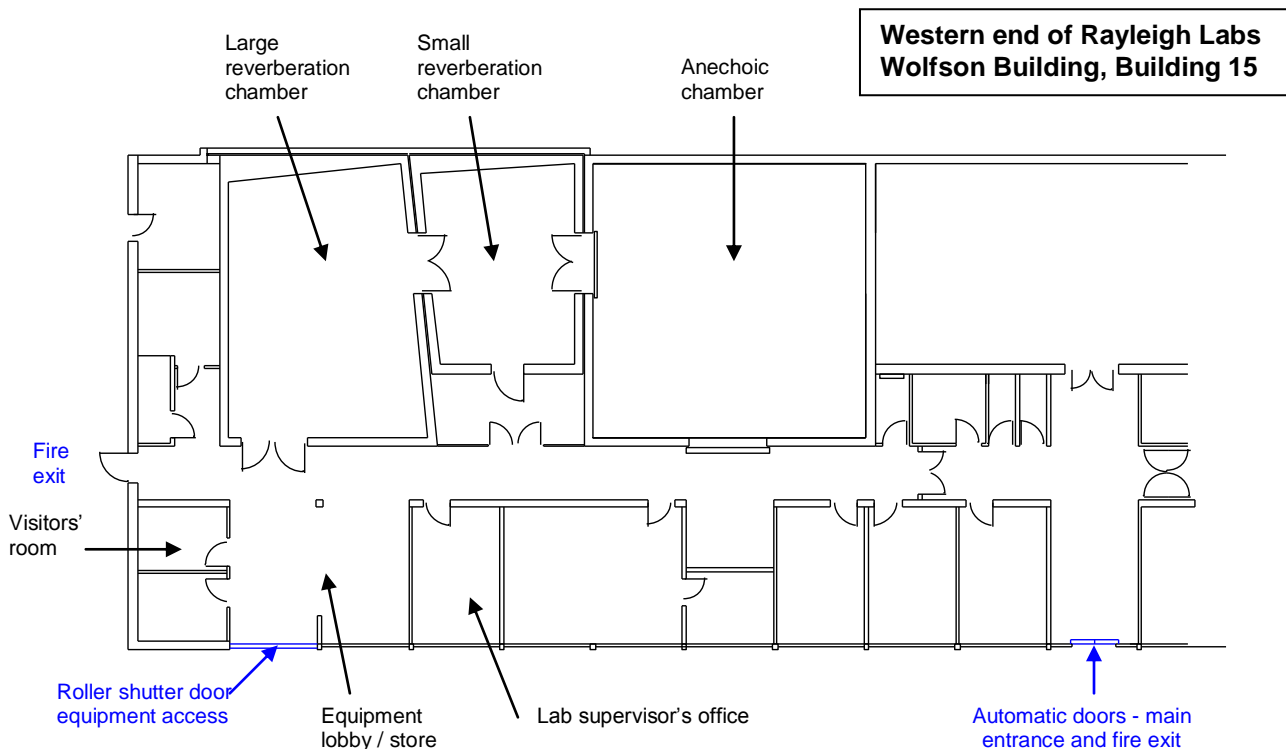 Western end of Rayleigh Labs
Wolfson Building, Building 15
Large
reverberation
chamber
Small
reverberation
chamber
Anechoic
chamber
Fire
exit
Visitors'
room
Roller shutter door
equipment access
Equipment
lobby / store
Lab supervisor's office
Automatic doors - main
entrance and fire exit